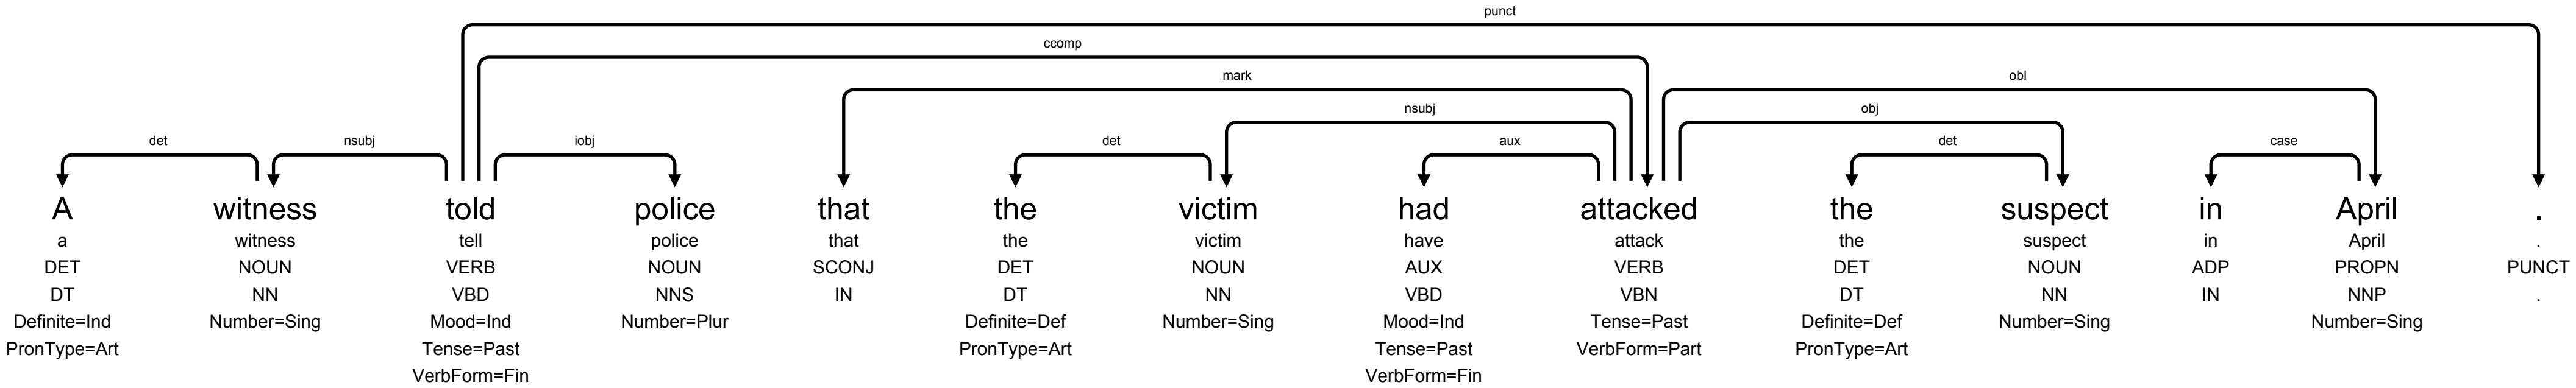 punct
ccomp
mark obl
nsubj obj
det nsubj iobj det aux det case
A witness told police that the victim had attacked the suspect in April .
a witness tell police that the victim have attack the suspect in April .
DET NOUN VERB NOUN SCONJ DET NOUN AUX VERB DET NOUN ADP PROPN PUNCT
DT NN VBD NNS IN DT NN VBD VBN DT NN IN NNP .
Definite=Ind Number=Sing Mood=Ind Number=Plur Definite=Def Number=Sing Mood=Ind Tense=Past Definite=Def Number=Sing Number=Sing
PronType=Art Tense=Past PronType=Art Tense=Past VerbForm=Part PronType=Art
VerbForm=Fin VerbForm=Fin